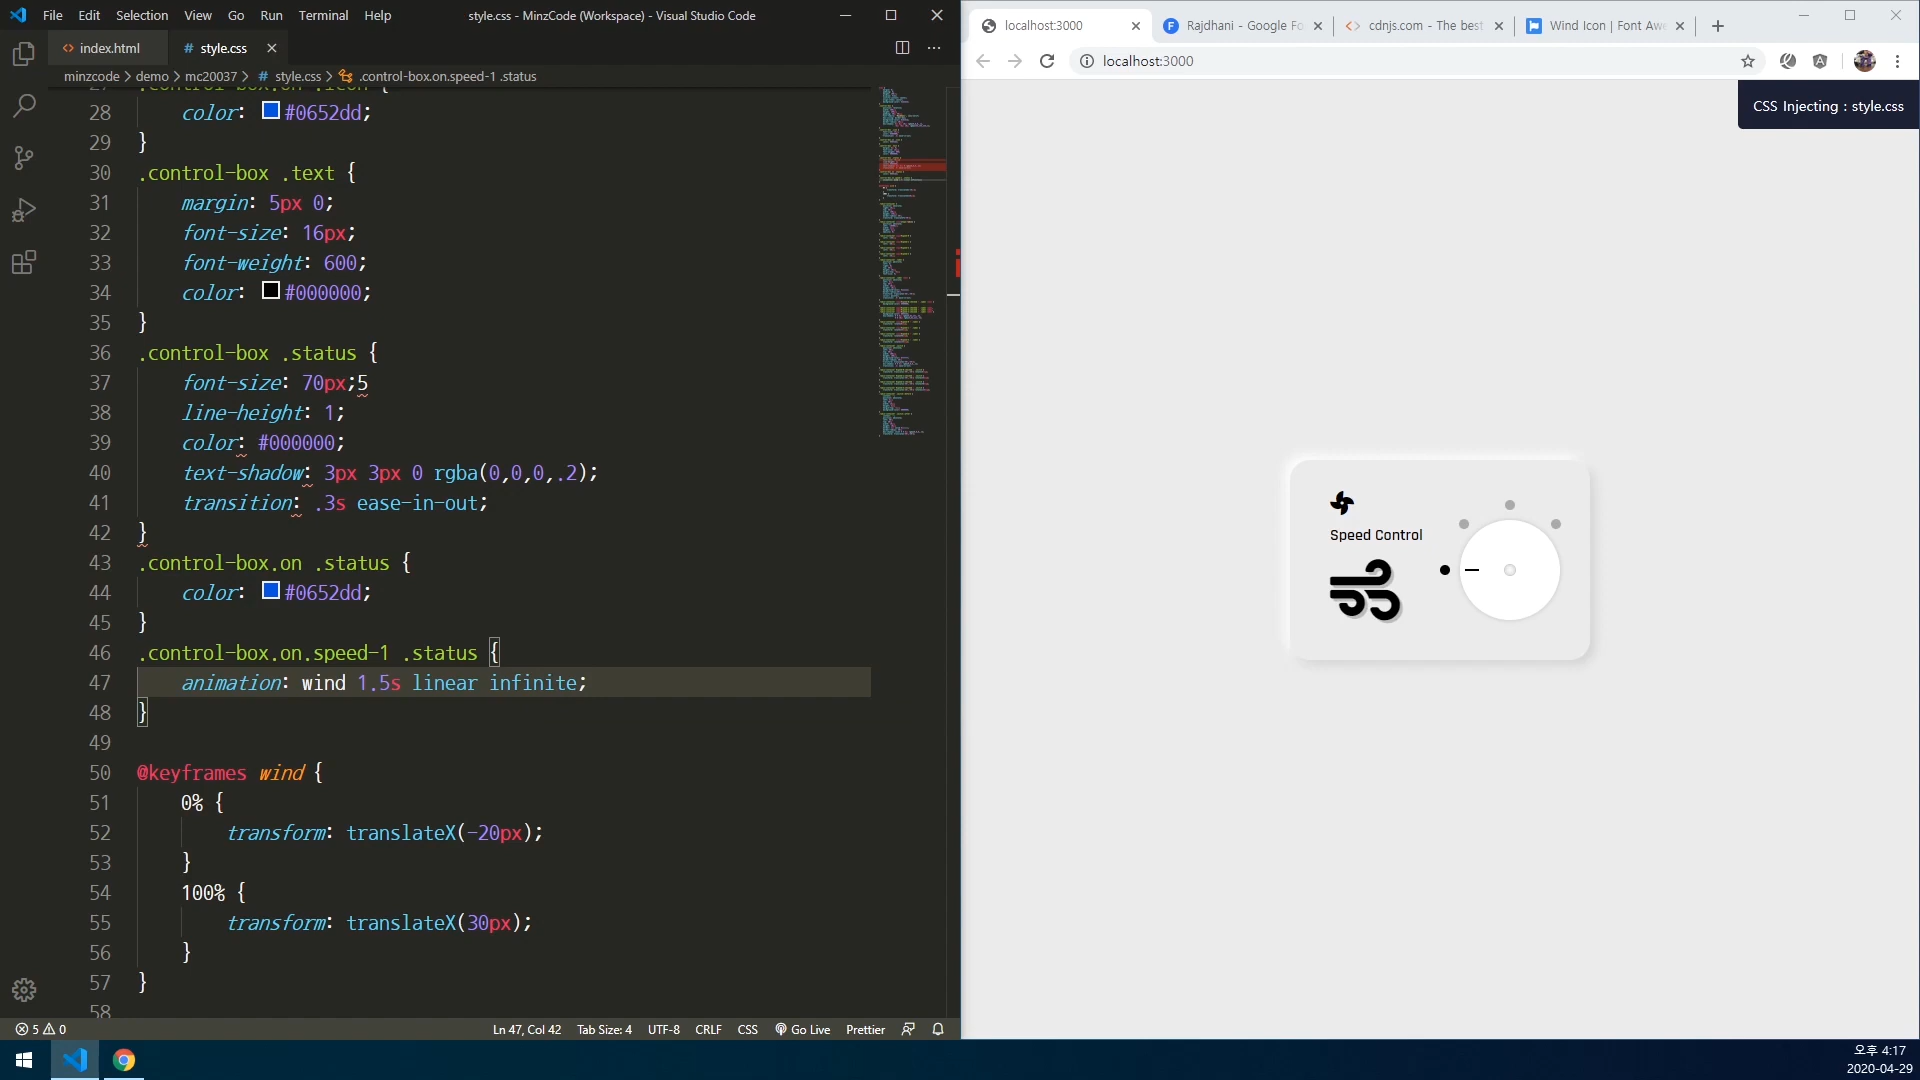 File Edit Selection View Go Run Terminal Help style.css - MinzCode (Workspace) - Visual Studio Code
index.html
# style.css
minzcode > demo > mc20037 > # style.css > .control-box.on.speed-1 .status
27 .control-box.on .icon {
28 color: #0652dd;
29 }
30 .control-box .text {
31 margin: 5px 0;
32 font-size: 16px;
33 font-weight: 600;
34 color: #000000;
35 }
36 .control-box .status {
37 font-size: 70px;5
38 line-height: 1;
39 color: #000000;
40 text-shadow: 3px 3px 0 rgba(0,0,0,.2);
41 transition: .3s ease-in-out;
42 }
43 .control-box.on .status {
44 color: #0652dd;
45 }
46 .control-box.on.speed-1 .status {
47 animation: wind 1.5s linear infinite;
48 }
49
50 @keyframes wind {
51 0% {
52 transform: translateX(-20px);
53 }
54 100% {
55 transform: translateX(30px);
56 }
57 }
58
5 0 Ln 47, Col 42 Tab Size: 4 UTF-8 CRLF CSS Go Live Prettier
localhost:3000
Rajdhani - Google Fo
cdnjs.com - The best
Wind Icon | Font Awe
localhost:3000
CSS Injecting : style.css
Speed Control
오후 4:17
2020-04-29